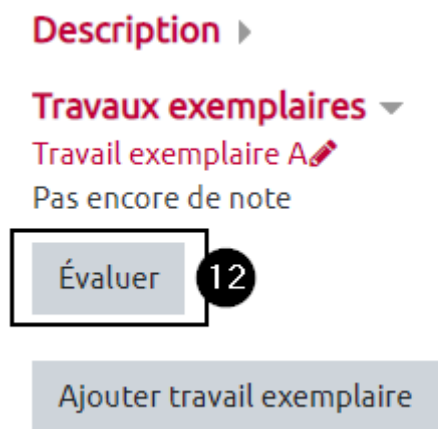 Description
Travaux exemplaires
Travail exemplaire A
Pas encore de note
Évaluer 12
Ajouter travail exemplaire